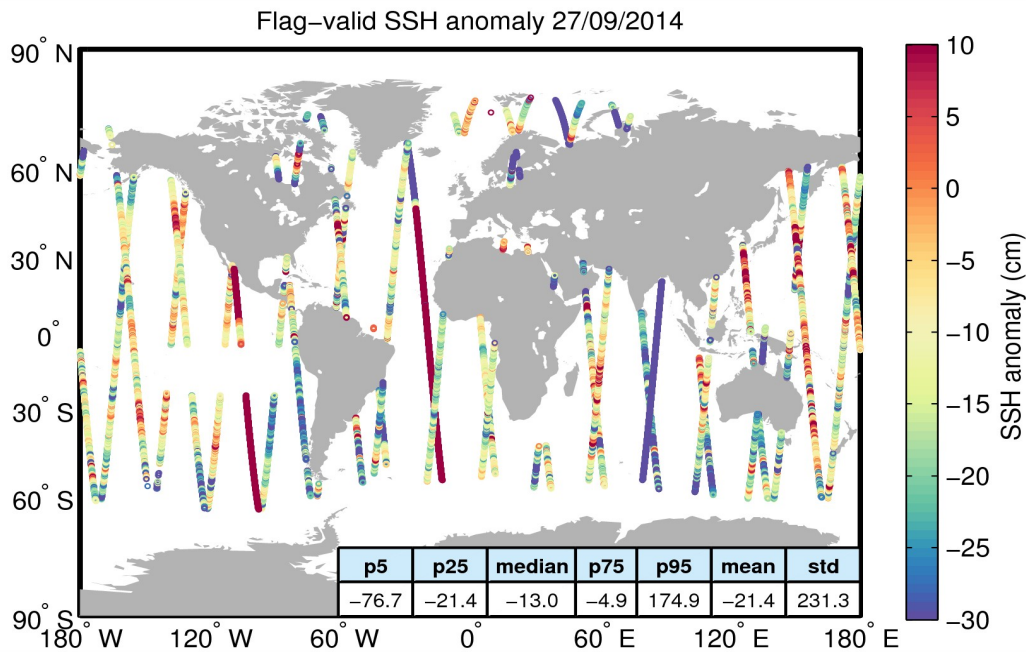 Flag−valid SSH anomaly 27/09/2014
90° N
60° N
30° N
0°
30° S
60° S
90° S
180° W 120° W 60° W 0° 60° E 120° E 180° E
p5 p25 median p75 p95 mean std
−76.7 −21.4 −13.0 −4.9 174.9 −21.4 231.3
10
5
0
−5
−10
−15
−20
−25
−30
SSH anomaly (cm)